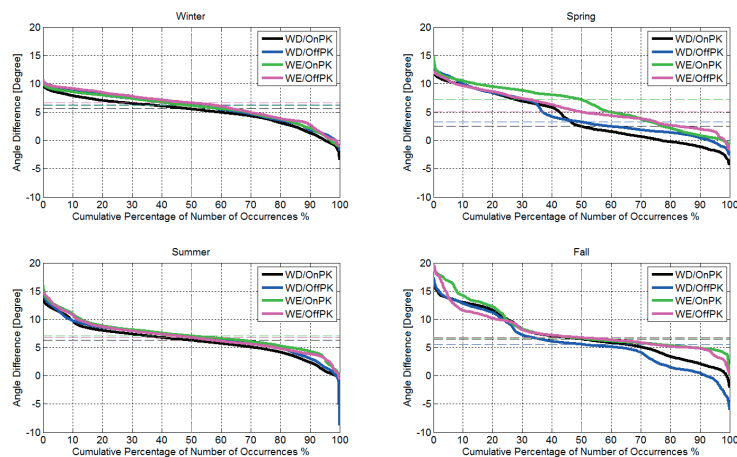 Winter
Angle Difference [Degree]
20
15
10
5
0
-5
-10
0 10 20 30 40 50 60 70 80 90 100
Cumulative Percentage of Number of Occurrences %
WD/OnPK
WD/OffPK
WE/OnPK
WE/OffPK
Spring
Angle Difference [Degree]
20
15
10
5
0
-5
-10
0 10 20 30 40 50 60 70 80 90 100
Cumulative Percentage of Number of Occurrences %
WD/OnPK
WD/OffPK
WE/OnPK
WE/OffPK
Summer
Angle Difference [Degree]
20
15
10
5
0
-5
-10
0 10 20 30 40 50 60 70 80 90 100
Cumulative Percentage of Number of Occurrences %
WD/OnPK
WD/OffPK
WE/OnPK
WE/OffPK
Fall
Angle Difference [Degree]
20
15
10
5
0
-5
-10
0 10 20 30 40 50 60 70 80 90 100
Cumulative Percentage of Number of Occurrences %
WD/OnPK
WD/OffPK
WE/OnPK
WE/OffPK